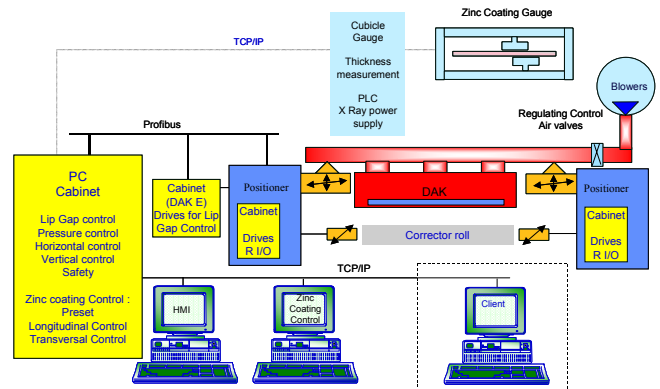 Zinc Coating Gauge
Cubicle
Gauge
Thickness
measurement
PLC
X Ray power
supply
TCP/IP
Blowers
Regulating Control
Air valves
Profibus
PC
Cabinet
Lip Gap control
Pressure control
Horizontal control
Vertical control
Safety
Zinc coating Control :
Preset
Longitudinal Control
Transversal Control
Cabinet
(DAK E)
Drives for Lip
Gap Control
Positioner
Cabinet
Drives
R I/O
DAK
Corrector roll
Positioner
Cabinet
Drives
R I/O
TCP/IP
HMI
Zinc
Coating
Control
Client